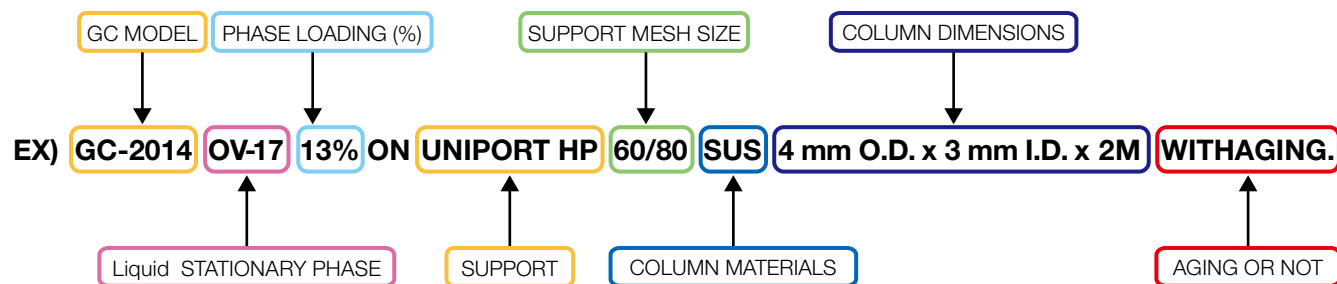 GC MODEL PHASE LOADING (%) SUPPORT MESH SIZE COLUMN DIMENSIONS
EX) GC-2014 OV-17 13% ON UNIPORT HP 60/80 SUS 4 mm O.D. x 3 mm I.D. x 2M WITHAGING.
Liquid STATIONARY PHASE SUPPORT COLUMN MATERIALS AGING OR NOT